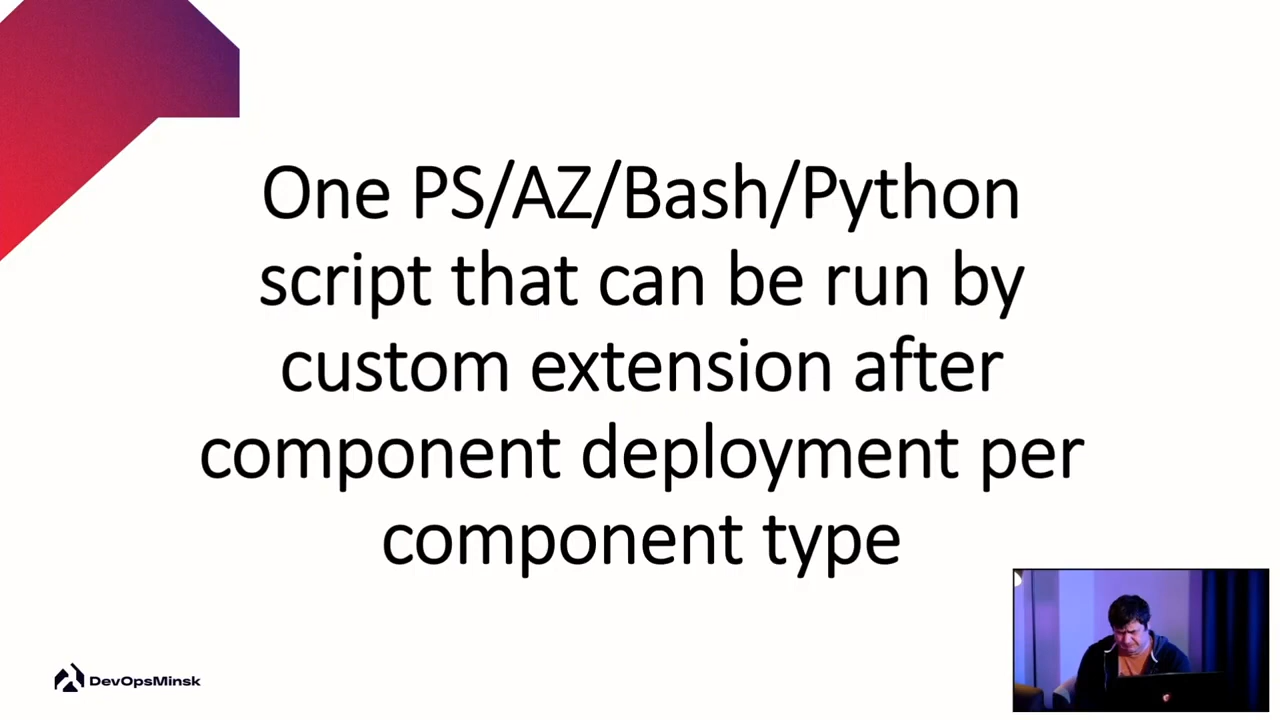 One PS/AZ/Bash/Python
script that can be run by
custom extension after
component deployment per
component type
DevOpsMinsk